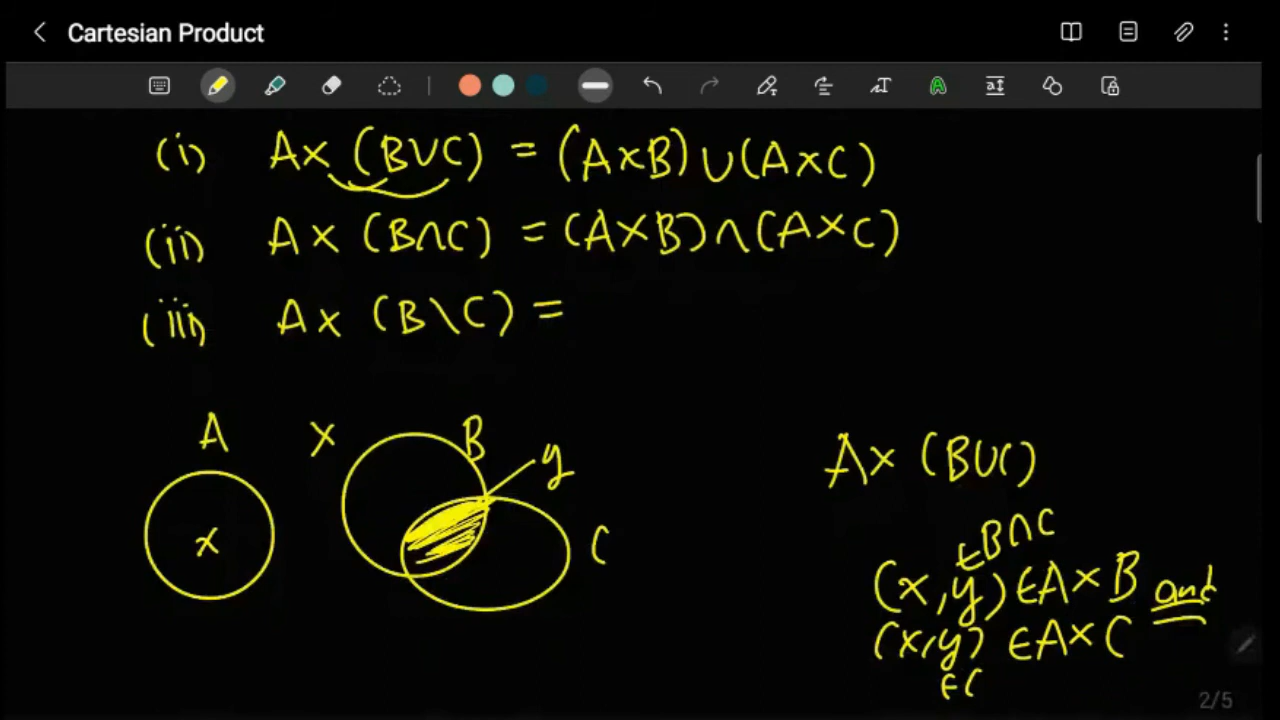 Cartesian Product
(i) A× (B∪C) = (A×B)∪(A×C)
(ii) A× (B∩C) = (A×B)∩(A×C)
(iii) A× (B\C) =
A × B y
x C
A× (B∪C)
∈B∩C
(x,y)∈A×B and
(x,y) ∈A×C
∈C
2/5